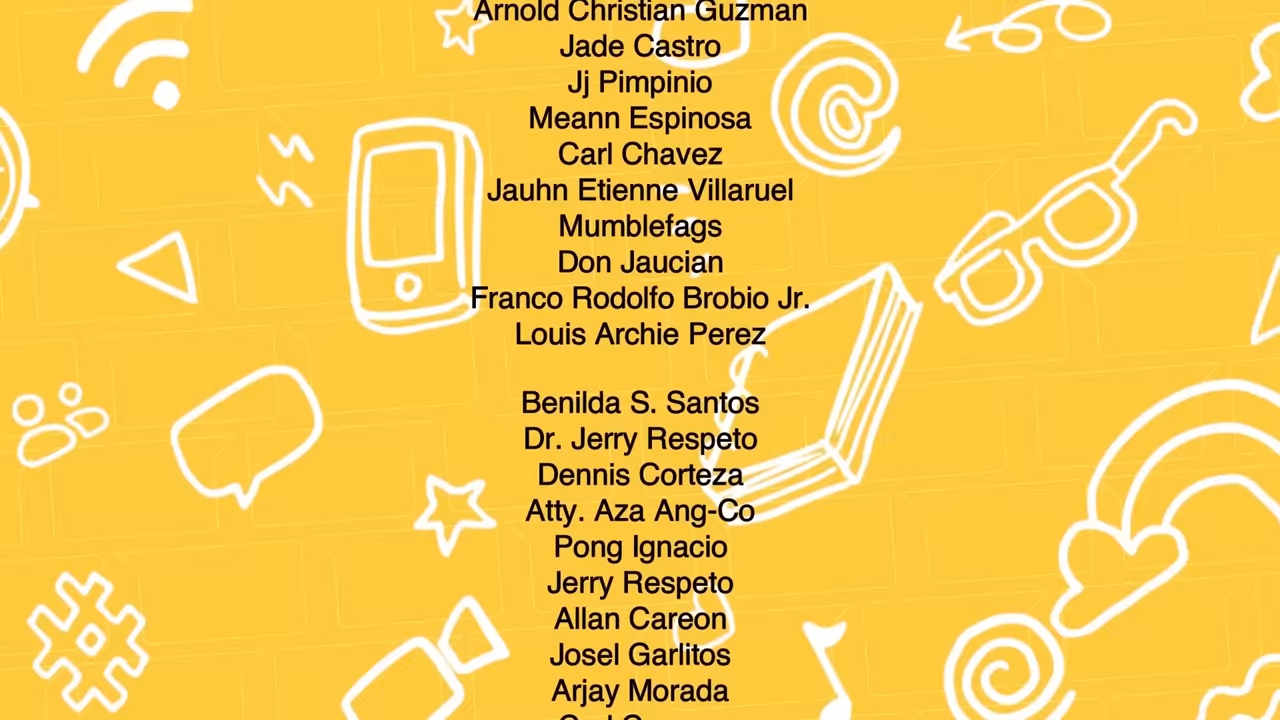 Arnold Christian Guzman
Jade Castro
Jj Pimpinio
Meann Espinosa
Carl Chavez
Jauhn Etienne Villaruel
Mumblefags
Don Jaucian
Franco Rodolfo Brobio Jr.
Louis Archie Perez
Benilda S. Santos
Dr. Jerry Respeto
Dennis Corteza
Atty. Aza Ang-Co
Pong Ignacio
Jerry Respeto
Allan Careon
Josel Garlitos
Arjay Morada